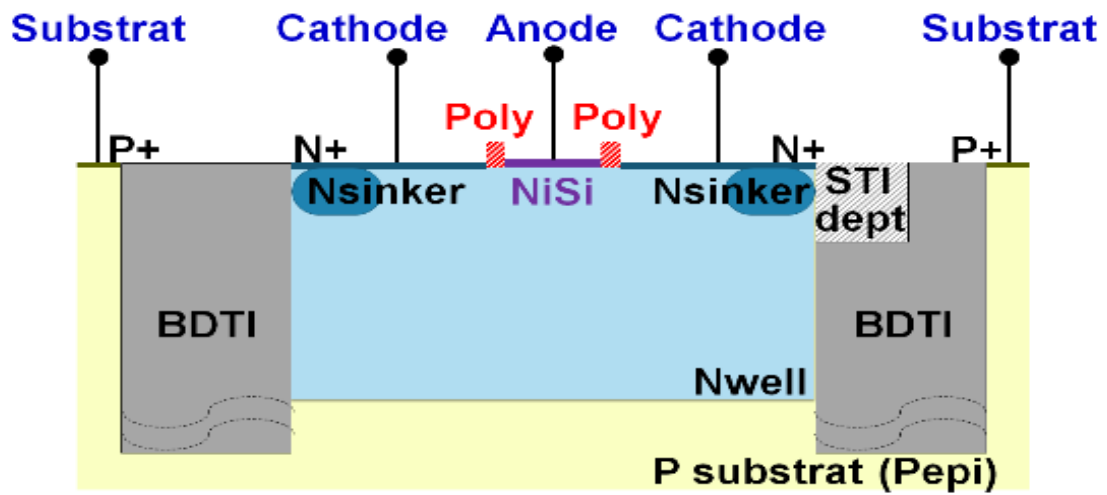 Substrat Cathode Anode Cathode Substrat
Poly Poly
P+ N+ N+ P+
Nsinker NiSi Nsinker STI
dept
BDTI BDTI
Nwell
P substrat (Pepi)